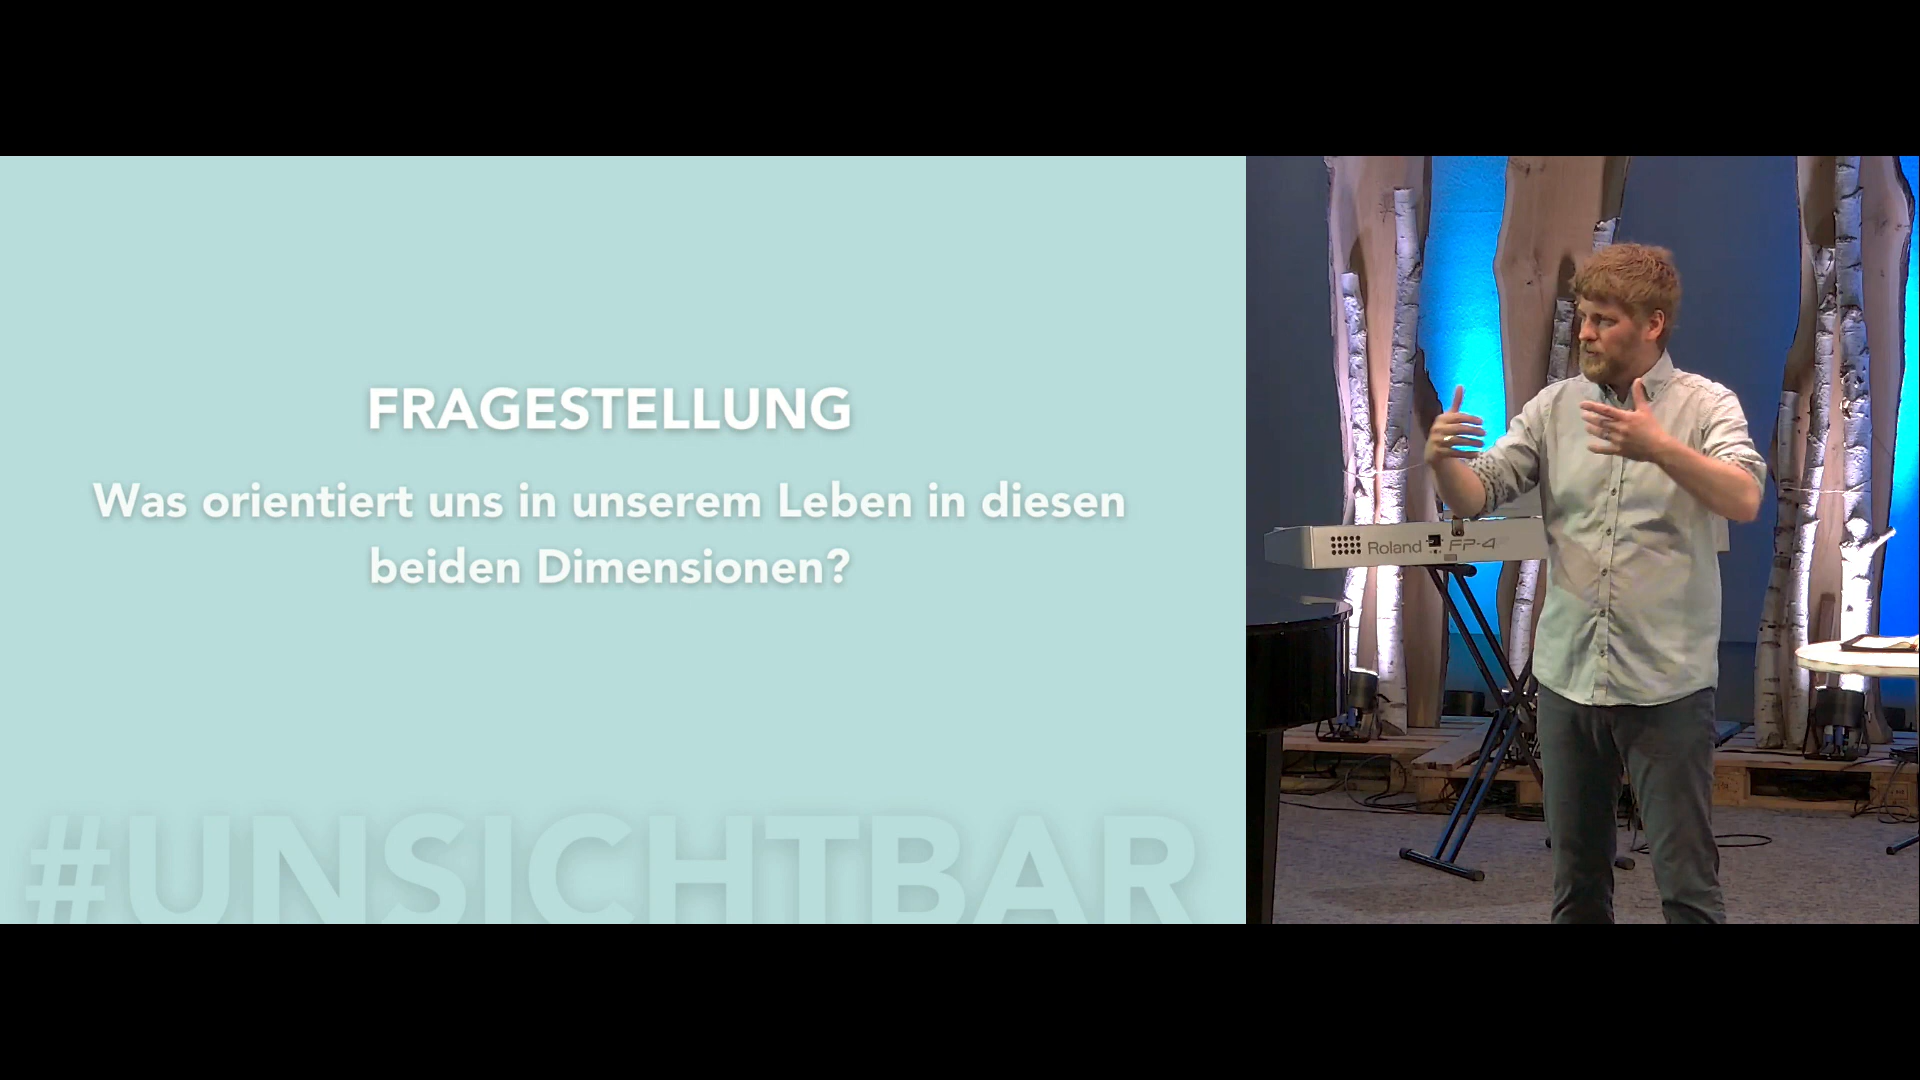 FRAGESTELLUNG
Was orientiert uns in unserem Leben in diesen
beiden Dimensionen?
#UNSICHTBAR
Roland FP-4